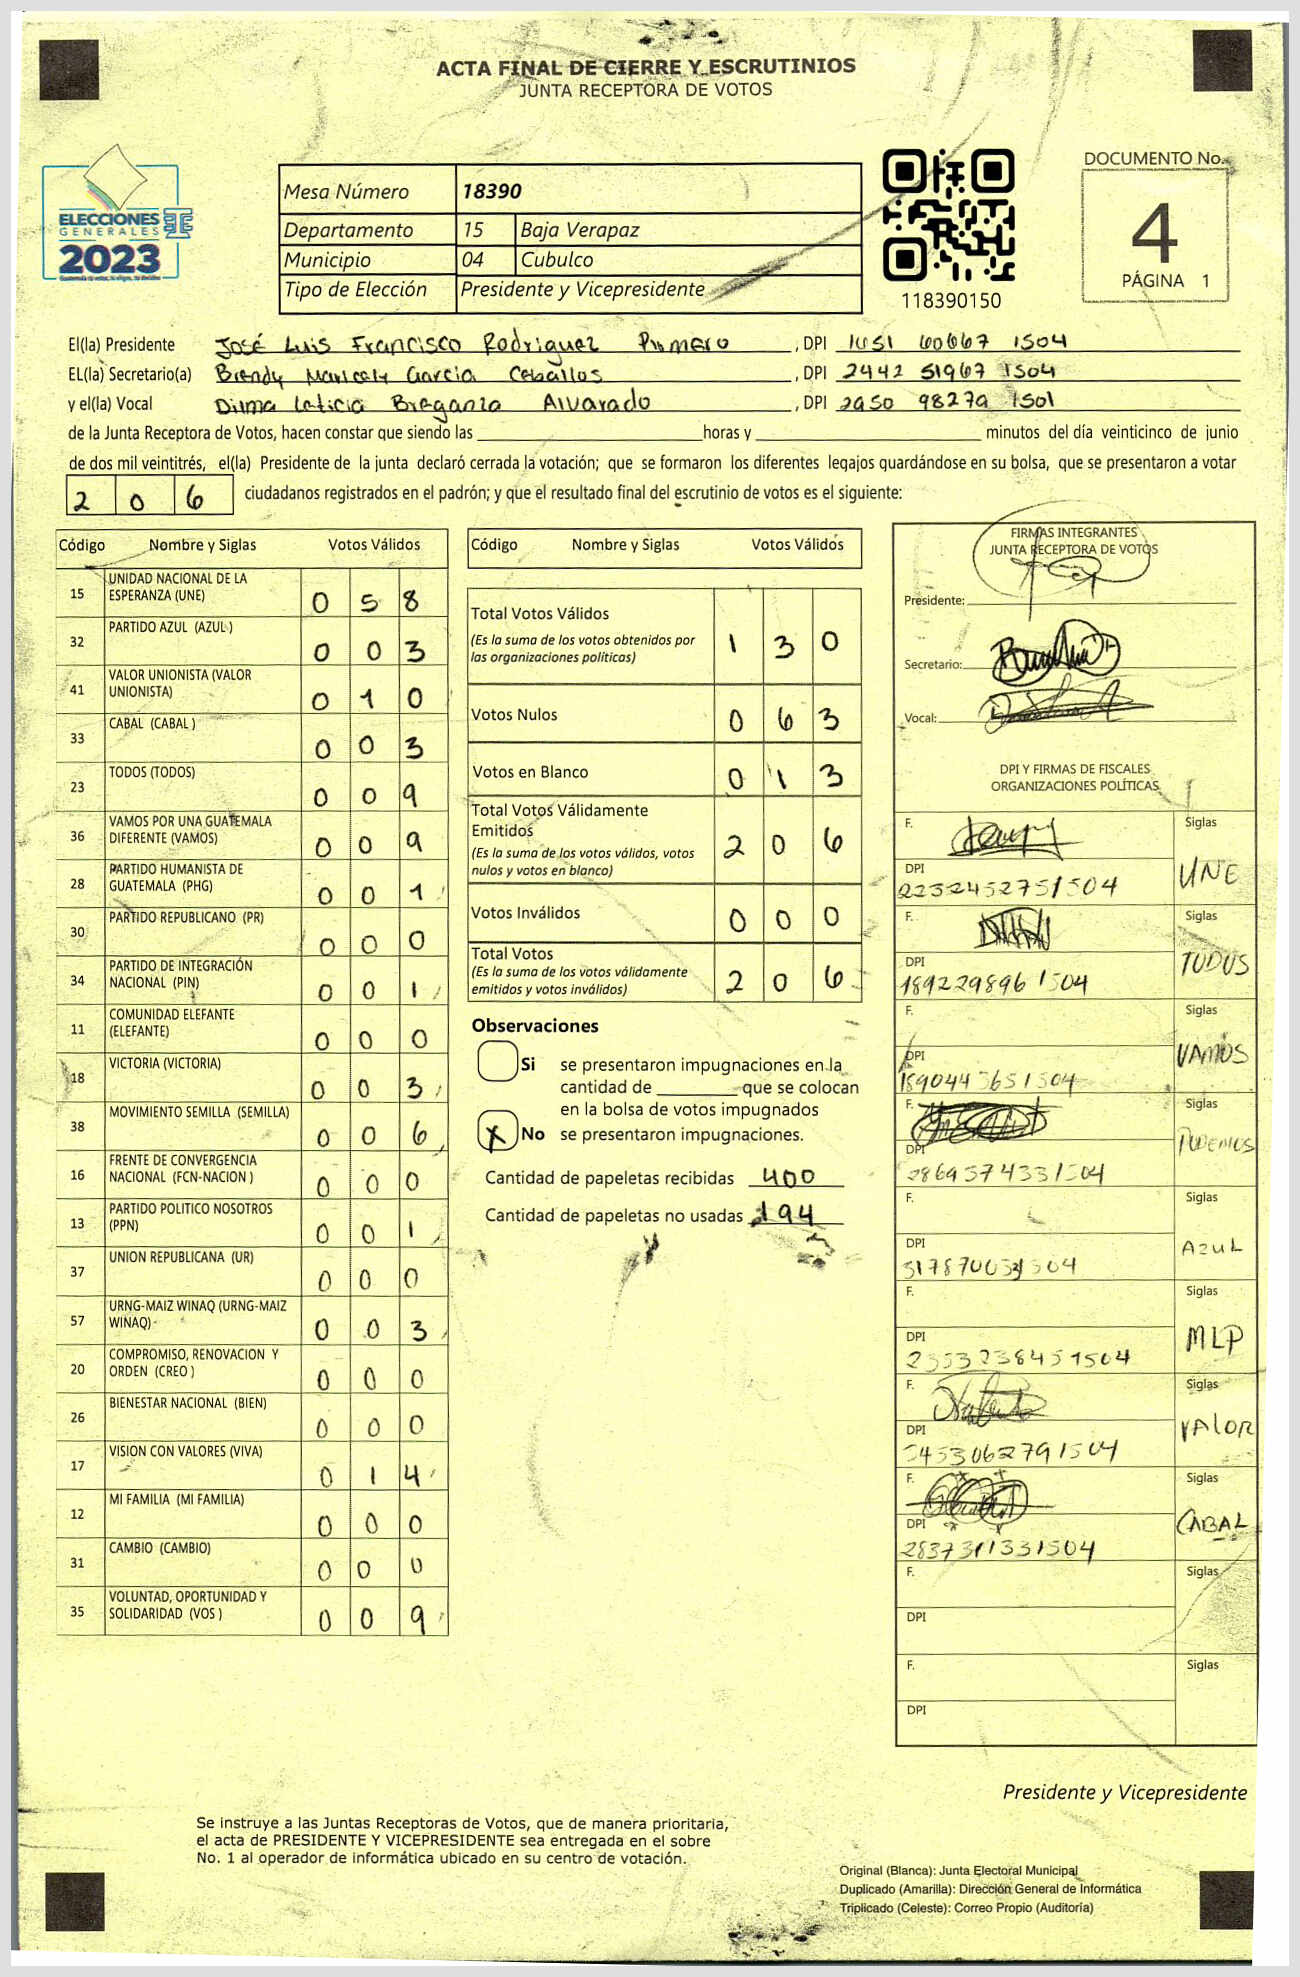 ACTA FINAL DE CIERRE Y ESCRUTINIOS
JUNTA RECEPTORA DE VOTOS
ELECCIONES
GENERALES
2023
Mesa Número 18390
Departamento 15 Baja Verapaz
Municipio 04 Cubulco
Tipo de Elección Presidente y Vicepresidente
118390150
DOCUMENTO No.
4
PÁGINA 1
El(la) Presidente José Luis Francisco Rodriguez Primero, DPI 1051 60667 1504
EL(la) Secretario(a) Brendy Maricely García Ceballos, DPI 2442 51967 1504
y el(la) Vocal Dilma Leticia Breganza Alvarado, DPI 2950 98279 1501
de la Junta Receptora de Votos, hacen constar que siendo las horas y minutos del día veinticinco de junio
de dos mil veintitrés, el(la) Presidente de la junta declaró cerrada la votación; que se formaron los diferentes legajos quardándose en su bolsa, que se presentaron a votar
2 0 6 ciudadanos registrados en el padrón; y que el resultado final del escrutinio de votos es el siguiente:
Código Nombre y Siglas Votos Válidos
15 UNIDAD NACIONAL DE LA ESPERANZA (UNE) 0 5 8
32 PARTIDO AZUL (AZUL ) 0 0 3
41 VALOR UNIONISTA (VALOR UNIONISTA) 0 1 0
33 CABAL (CABAL ) 0 0 3
23 TODOS (TODOS) 0 0 9
36 VAMOS POR UNA GUATEMALA DIFERENTE (VAMOS) 0 0 9
28 PARTIDO HUMANISTA DE GUATEMALA (PHG) 0 0 1
30 PARTIDO REPUBLICANO (PR) 0 0 0
34 PARTIDO DE INTEGRACIÓN NACIONAL (PIN) 0 0 1
11 COMUNIDAD ELEFANTE (ELEFANTE) 0 0 0
18 VICTORIA (VICTORIA) 0 0 3
38 MOVIMIENTO SEMILLA (SEMILLA) 0 0 6
16 FRENTE DE CONVERGENCIA NACIONAL (FCN-NACION ) 0 0 0
13 PARTIDO POLITICO NOSOTROS (PPN) 0 0 1
37 UNION REPUBLICANA (UR) 0 0 0
57 URNG-MAIZ WINAQ (URNG-MAIZ WINAQ) 0 0 3
20 COMPROMISO, RENOVACION Y ORDEN (CREO ) 0 0 0
26 BIENESTAR NACIONAL (BIEN) 0 0 0
17 VISION CON VALORES (VIVA) 0 1 4
12 MI FAMILIA (MI FAMILIA) 0 0 0
31 CAMBIO (CAMBIO) 0 0 0
35 VOLUNTAD, OPORTUNIDAD Y SOLIDARIDAD (VOS ) 0 0 9
Código Nombre y Siglas Votos Válidos
Total Votos Válidos 1 3 0
(Es la suma de los votos obtenidos por
las organizaciones politicas)
Votos Nulos 0 6 3
Votos en Blanco 0 1 3
Total Votos Válidamente
Emitidos 2 0 6
(Es la suma de los votos válidos, votos
nulos y votos en blanco)
Votos Inválidos 0 0 0
Total Votos 2 0 6
(Es la suma de los votos válidamente
emitidos y votos inválidos)
Observaciones
Si se presentaron impugnaciones en la
cantidad de que se colocan
en la bolsa de votos impugnados
X No se presentaron impugnaciones.
Cantidad de papeletas recibidas 400
Cantidad de papeletas no usadas 194
FIRMAS INTEGRANTES
JUNTA RECEPTORA DE VOTOS
Presidente:
Secretario:
Vocal:
DPI Y FIRMAS DE FISCALES
ORGANIZACIONES POLÍTICAS
F. Siglas
DPI UNE
2232452751504
F. Siglas
DPI TODOS
189229896 1504
F. Siglas
DPI VAMOS
F. Siglas
DPI PODEMOS
2869574331504
F. Siglas
DPI AZUL
F. Siglas
DPI MLP
F. Siglas
DPI VALOR
F. Siglas
DPI CABAL
2837311331504
F. Siglas
DPI
F. Siglas
DPI
Presidente y Vicepresidente
Se instruye a las Juntas Receptoras de Votos, que de manera prioritaria,
el acta de PRESIDENTE Y VICEPRESIDENTE sea entregada en el sobre
No. 1 al operador de informática ubicado en su centro de votación.
Original (Blanca): Junta Electoral Municipal
Duplicado (Amarilla): Dirección General de Informática
Triplicado (Celeste): Correo Propio (Auditoría)